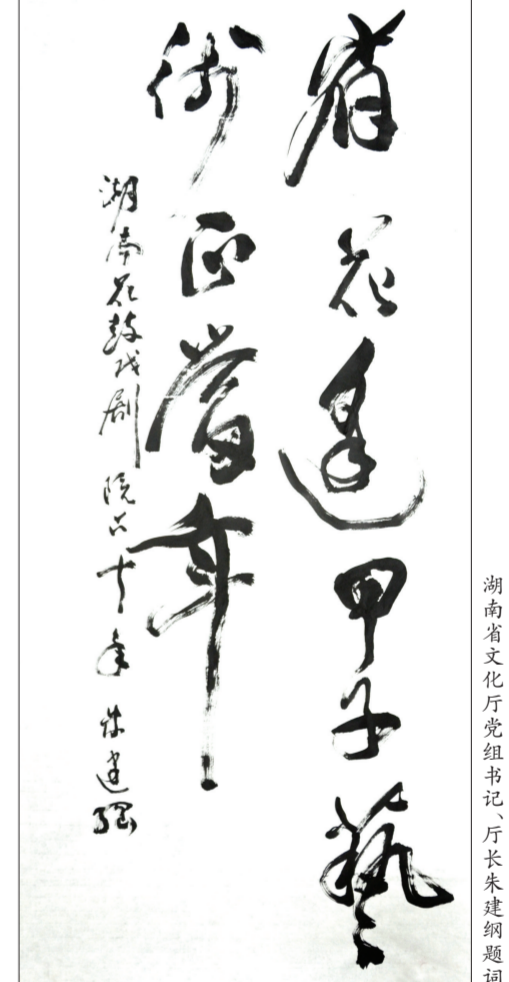 省花逢甲子藝
術正當年
湖南花鼓戏剧院六十年 朱建纲
湖南省文化厅党组书记、厅长朱建纲题词